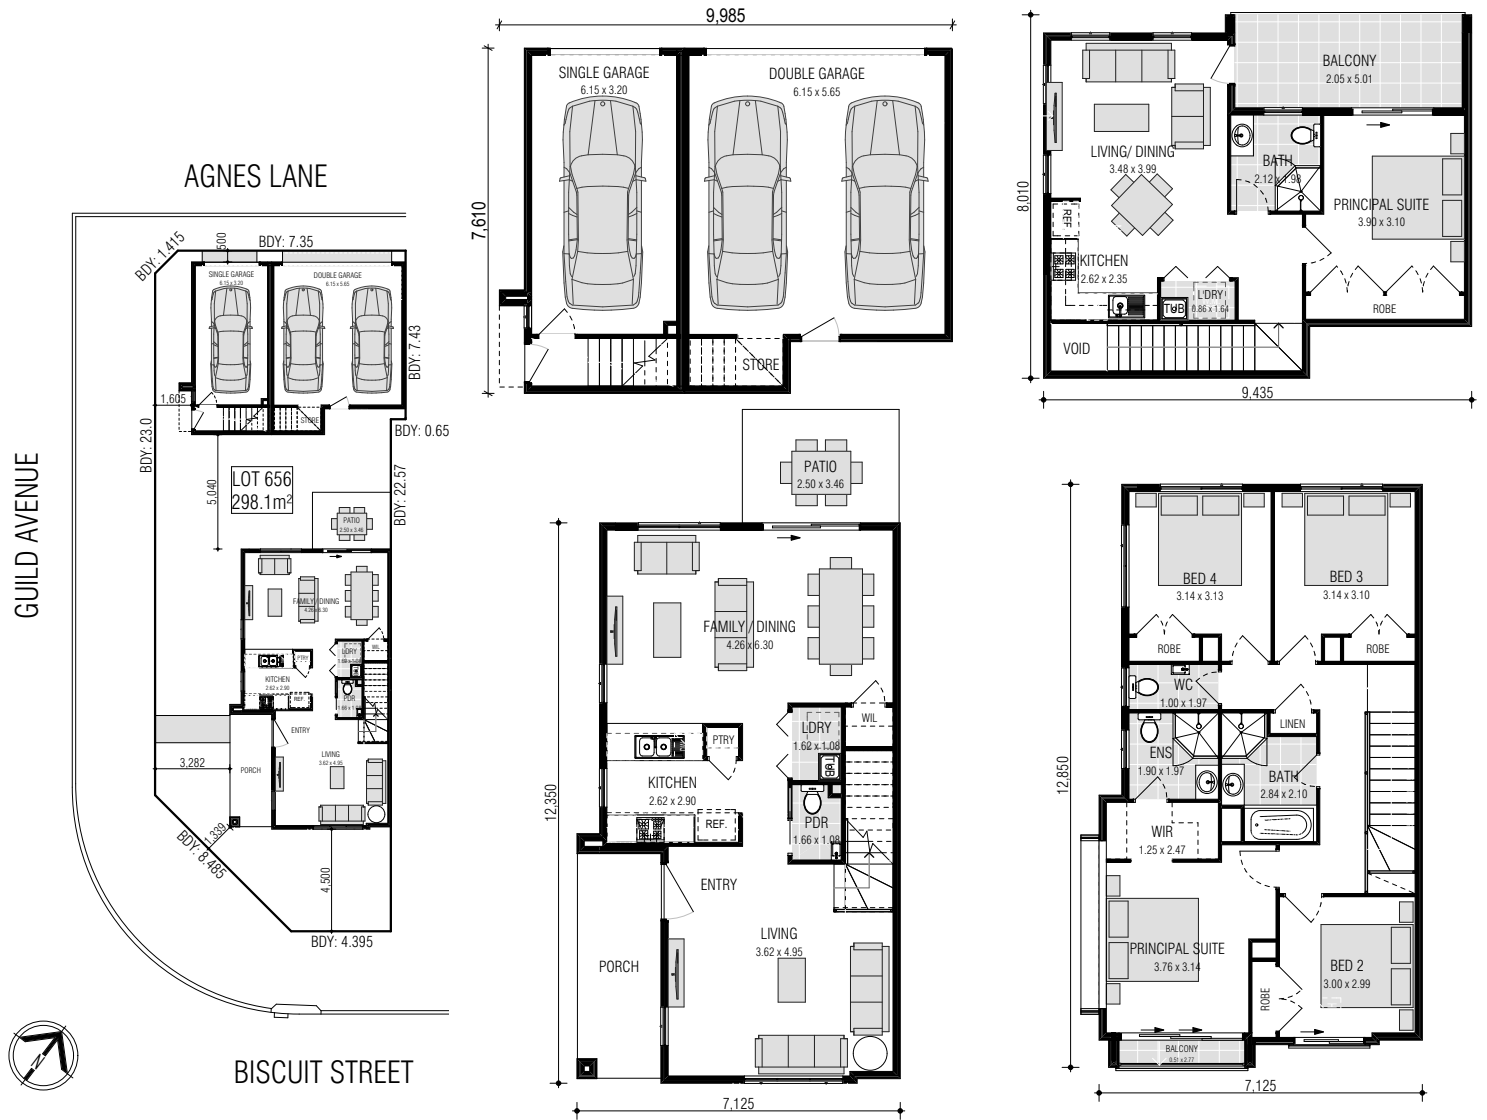 AGNES LANE
GUILD AVENUE
BISCUIT STREET
BDY: 1.415
BDY: 7.35
500
SINGLE GARAGE
6.15 x 3.20
DOUBLE GARAGE
6.15 x 5.65
BDY: 7.43
1,605
STORE
BDY: 0.65
BDY: 23.0
LOT 656
298.1m²
5,040
BDY: 22.57
PATIO
2.50 x 3.46
FAMILY / DINING
4.26 x 6.30
LDRY
WIL
PTRY
KITCHEN
2.62 x 2.90
REF.
PDR
ENTRY
LIVING
3.62 x 4.95
PORCH
3,282
1,339
BDY: 8.485
4,500
BDY: 4.395
N
9,985
7,610
SINGLE GARAGE
6.15 x 3.20
DOUBLE GARAGE
6.15 x 5.65
STORE
8,010
BALCONY
2.05 x 5.01
LIVING/ DINING
3.48 x 3.99
BATH
2.12 x 1.98
PRINCIPAL SUITE
3.90 x 3.10
REF.
KITCHEN
2.62 x 2.35
L'DRY
0.86 x 1.64
TUB
ROBE
VOID
9,435
PATIO
2.50 x 3.46
12,350
FAMILY / DINING
4.26 x 6.30
WIL
LDRY
1.62 x 1.08
TUB
PTRY
KITCHEN
2.62 x 2.90
REF.
PDR
1.66 x 1.08
ENTRY
LIVING
3.62 x 4.95
PORCH
7,125
12,850
BED 4
3.14 x 3.13
BED 3
3.14 x 3.10
ROBE
ROBE
WC
1.00 x 1.97
LINEN
ENS
1.90 x 1.97
BATH
2.84 x 2.10
WIR
1.25 x 2.47
PRINCIPAL SUITE
3.76 x 3.14
BED 2
3.00 x 2.99
ROBE
BALCONY
0.51 x 2.77
7,125